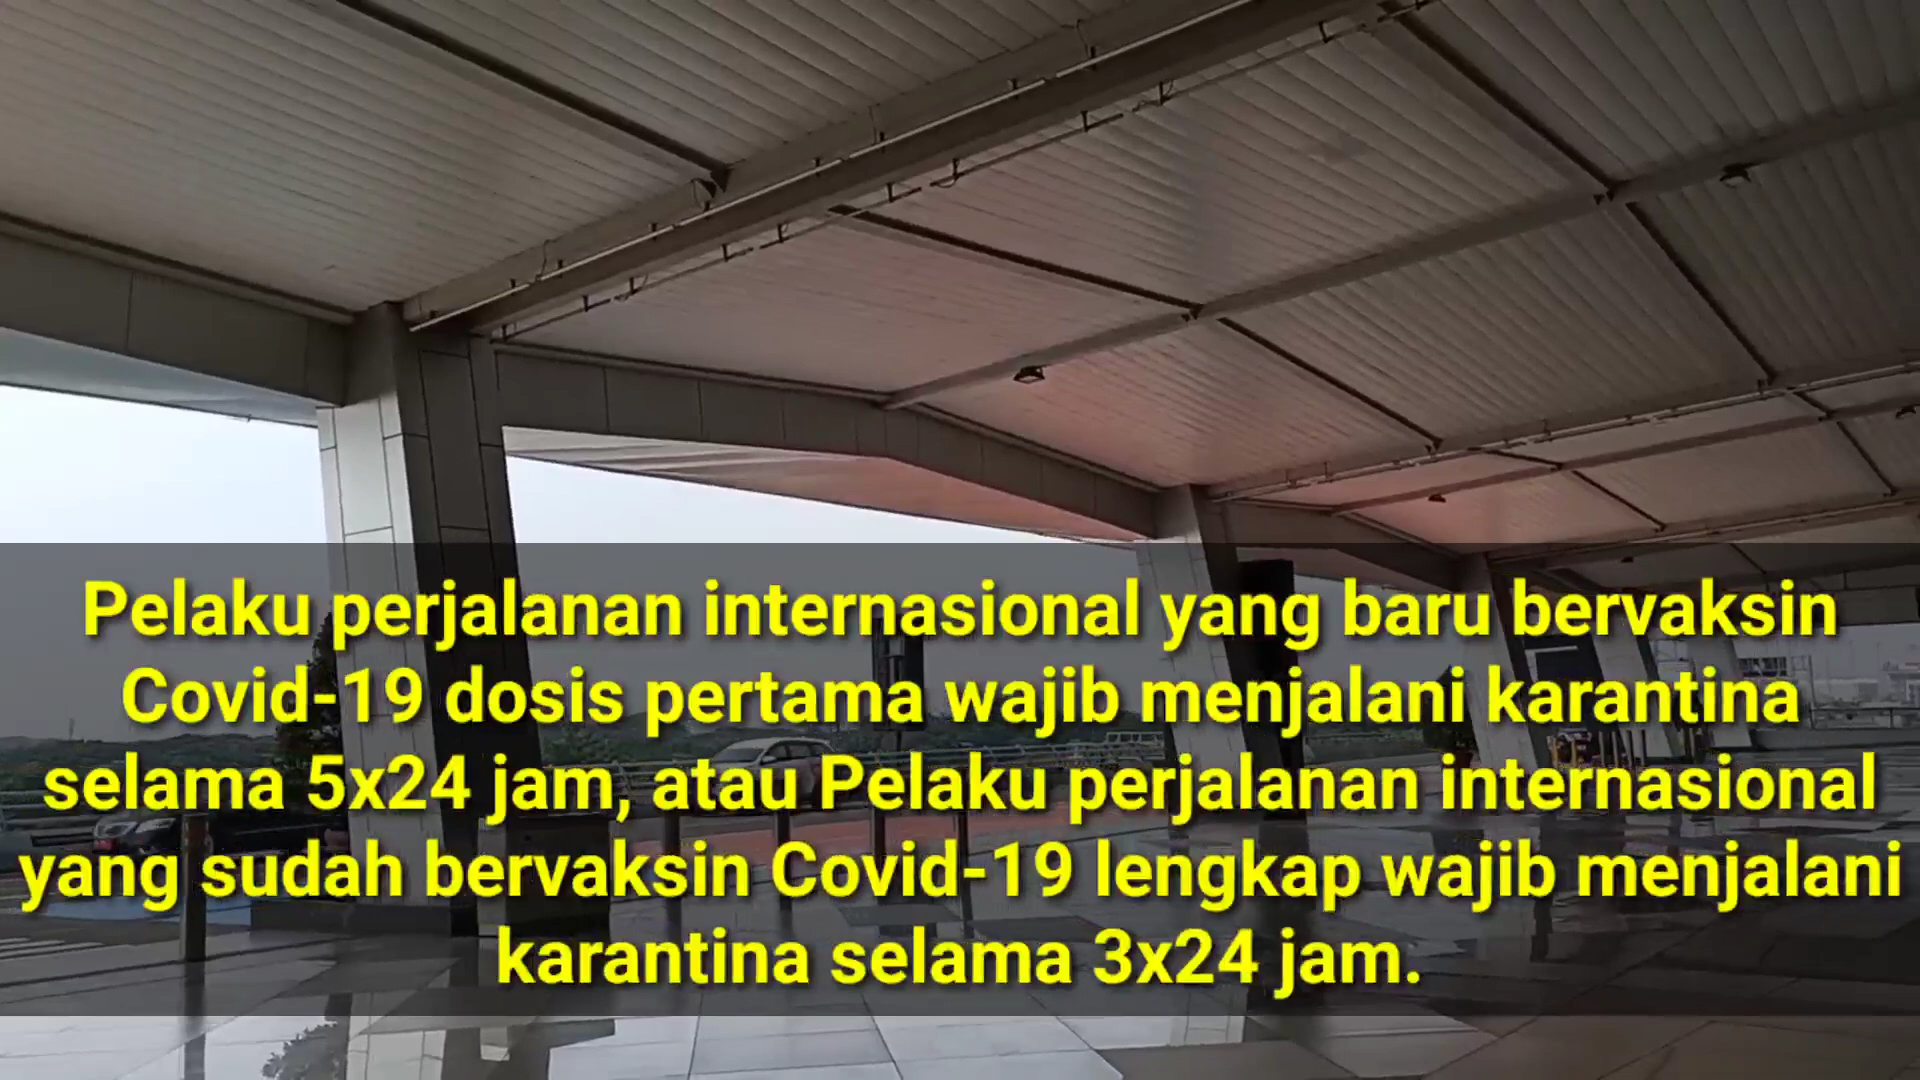 Pelaku perjalanan internasional yang baru bervaksin
Covid-19 dosis pertama wajib menjalani karantina
selama 5x24 jam, atau Pelaku perjalanan internasional
yang sudah bervaksin Covid-19 lengkap wajib menjalani
karantina selama 3x24 jam.